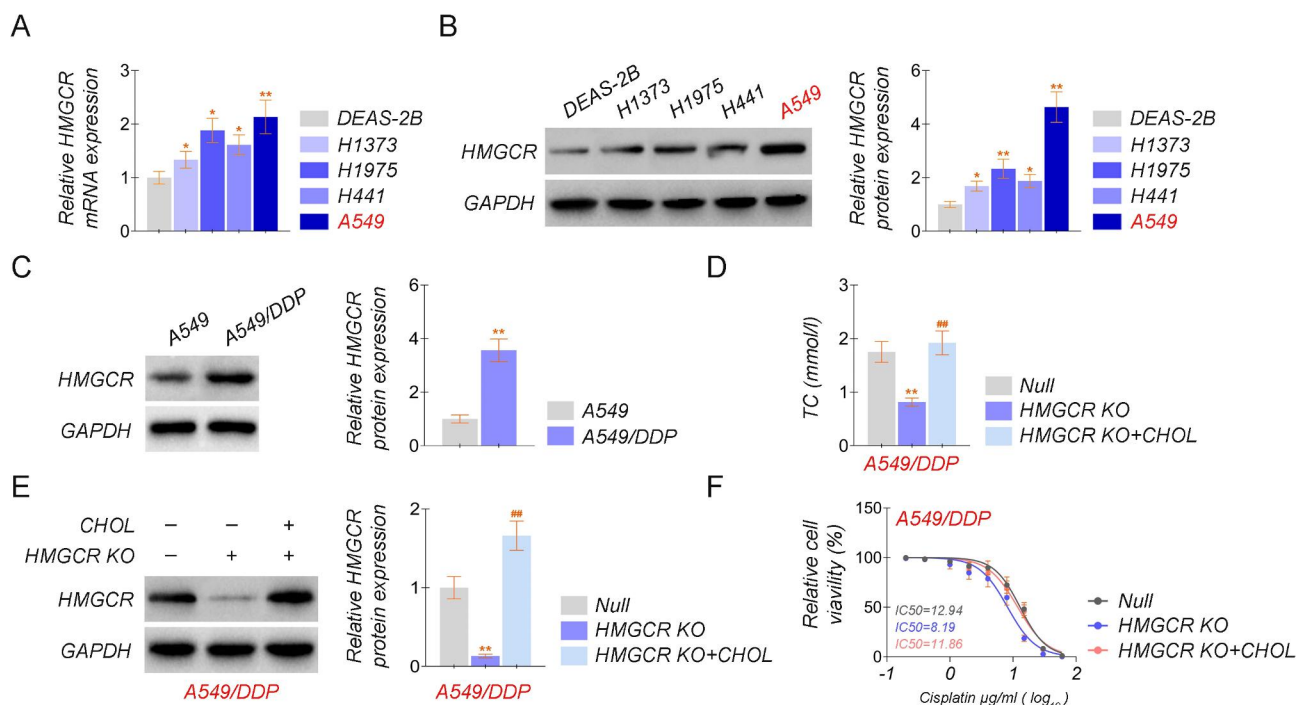 A
Relative HMGCR
mRNA expression
3
2
1
0
*
*
*
**
DEAS-2B
H1373
H1975
H441
A549
B
DEAS-2B
H1373
H1975
H441
A549
HMGCR
GAPDH
Relative HMGCR
protein expression
6
4
2
0
*
**
*
**
DEAS-2B
H1373
H1975
H441
A549
C
A549
A549/DDP
HMGCR
GAPDH
Relative HMGCR
protein expression
6
4
2
0
**
A549
A549/DDP
D
TC (mmol/l)
3
2
1
0
**
##
A549/DDP
Null
HMGCR KO
HMGCR KO+CHOL
E
CHOL – – +
HMGCR KO – + +
HMGCR
GAPDH
A549/DDP
Relative HMGCR
protein expression
2
1
0
**
##
A549/DDP
Null
HMGCR KO
HMGCR KO+CHOL
F
A549/DDP
Relative cell
viavility (%)
150
100
50
0
IC50=12.94
IC50=8.19
IC50=11.86
-1 0 1 2
Cisplatin µg/ml ( log₁₀)
Null
HMGCR KO
HMGCR KO+CHOL